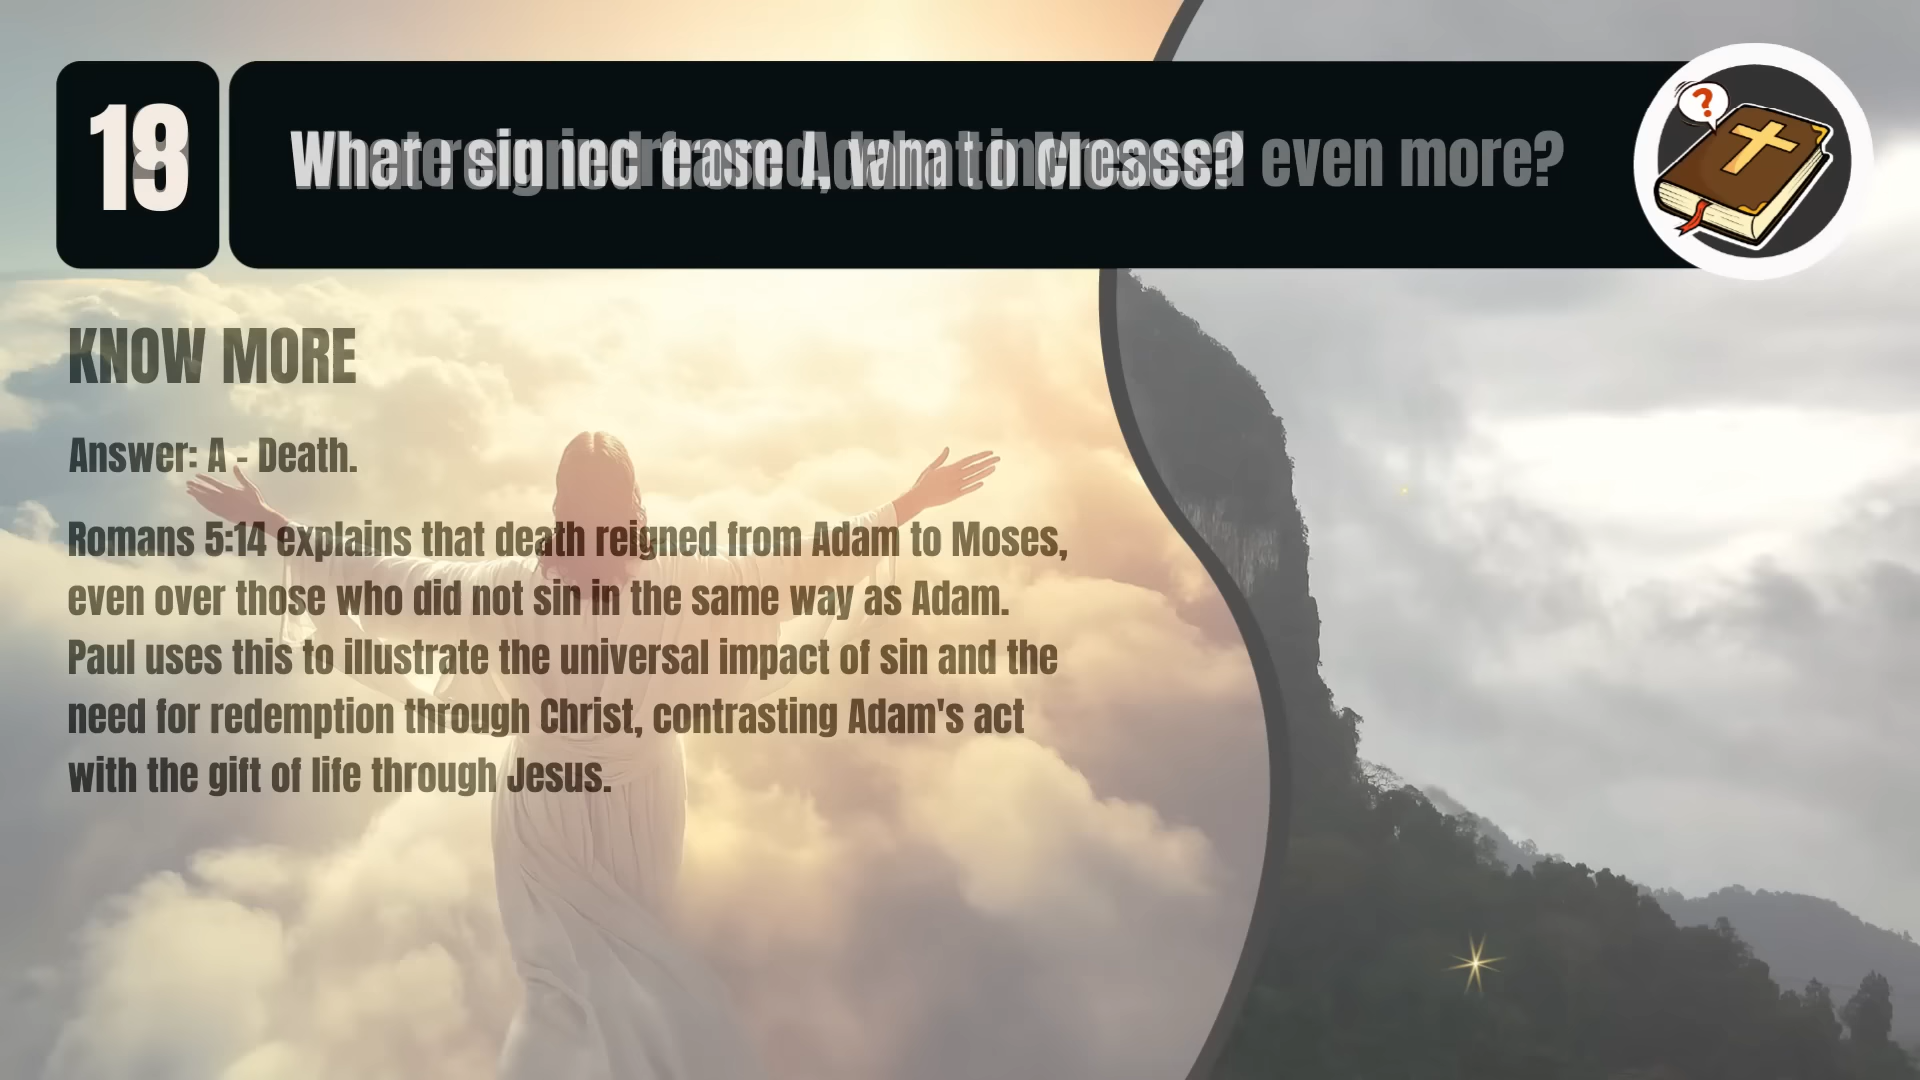 KNOW MORE
Answer: A - Death.
Romans 5:14 explains that death reigned from Adam to Moses,
even over those who did not sin in the same way as Adam.
Paul uses this to illustrate the universal impact of sin and the
need for redemption through Christ, contrasting Adam's act
with the gift of life through Jesus.
even more?
?